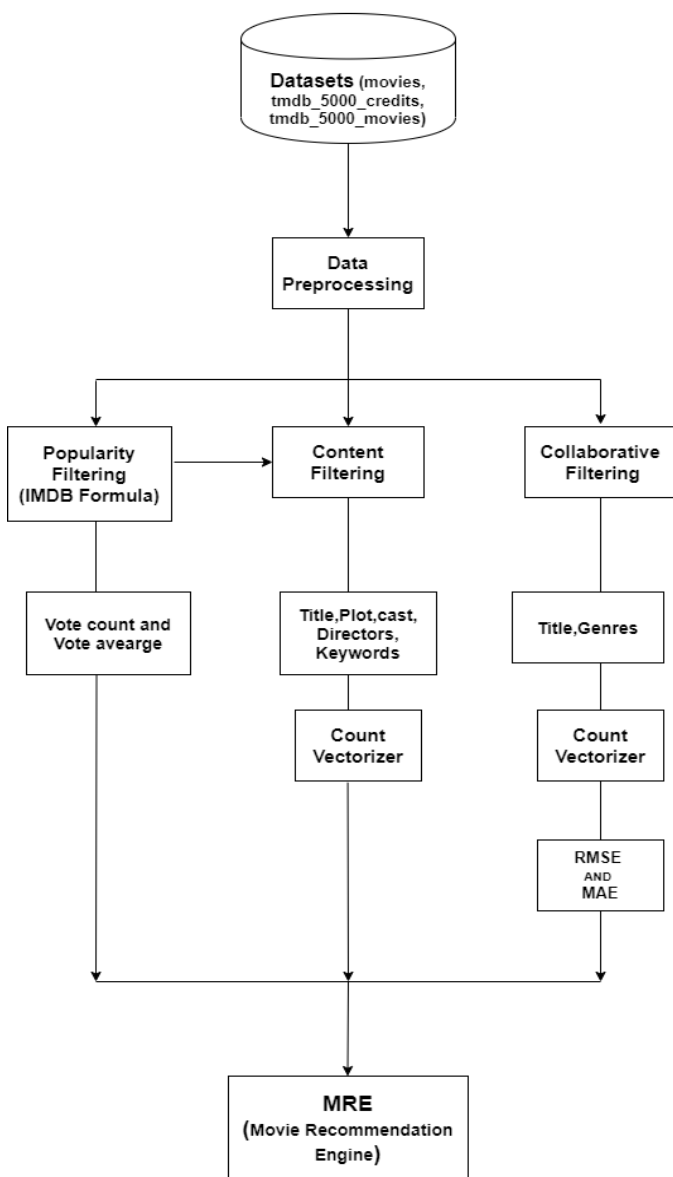 Datasets (movies,
tmdb_5000_credits,
tmdb_5000_movies)
Data
Preprocessing
Popularity
Filtering
(IMDB Formula)
Content
Filtering
Collaborative
Filtering
Vote count and
Vote avearge
Title,Plot,cast,
Directors,
Keywords
Title,Genres
Count
Vectorizer
Count
Vectorizer
RMSE
AND
MAE
MRE
(Movie Recommendation
Engine)